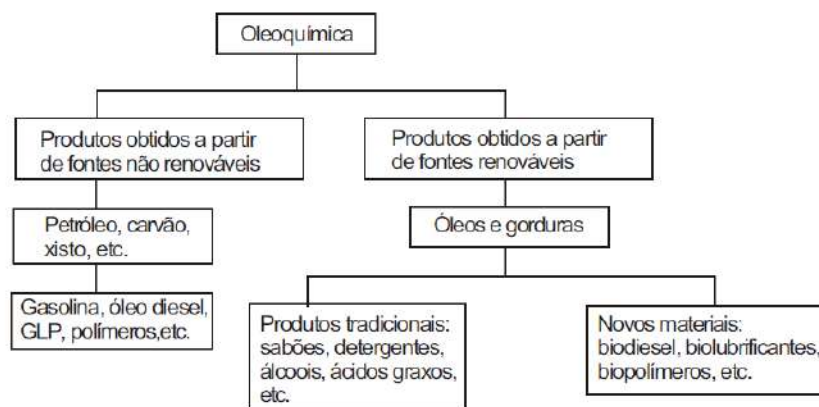 Oleoquímica
Produtos obtidos a partir
de fontes não renováveis
Produtos obtidos a partir
de fontes renováveis
Petróleo, carvão,
xisto, etc.
Óleos e gorduras
Gasolina, óleo diesel,
GLP, polímeros,etc.
Produtos tradicionais:
sabões, detergentes,
álcoois, ácidos graxos,
etc.
Novos materiais:
biodiesel, biolubrificantes,
biopolímeros, etc.